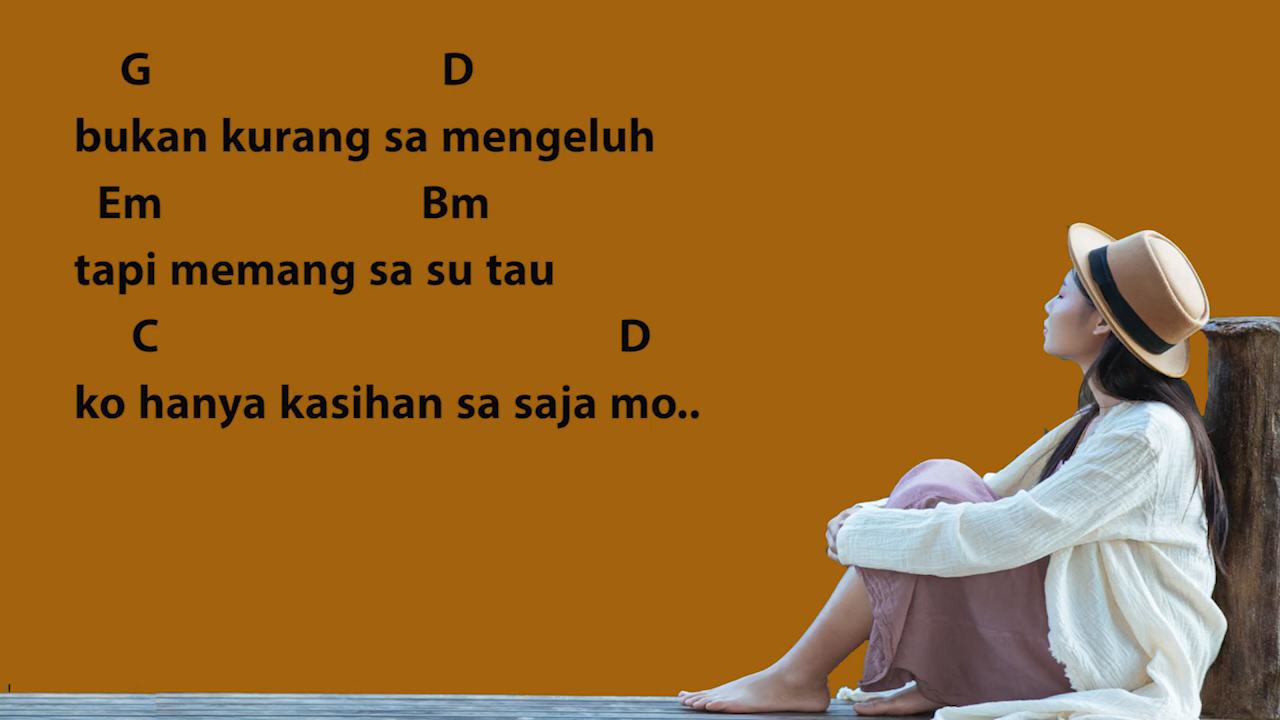 G D
bukan kurang sa mengeluh
Em Bm
tapi memang sa su tau
C D
ko hanya kasihan sa saja mo..